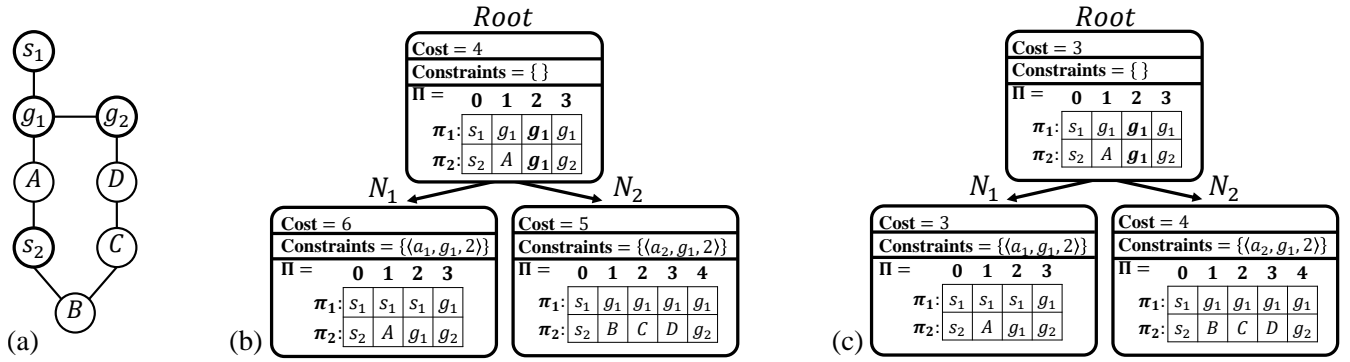 (a)
s₁
g₁ g₂
A D
s₂ C
B
(b)
Root
Cost = 4
Constraints = { }
Π = 0 1 2 3
π₁: s₁ g₁ g₁ g₁
π₂: s₂ A g₁ g₂
N₁
Cost = 6
Constraints = {⟨a₁, g₁, 2⟩}
Π = 0 1 2 3
π₁: s₁ s₁ s₁ g₁
π₂: s₂ A g₁ g₂
N₂
Cost = 5
Constraints = {⟨a₂, g₁, 2⟩}
Π = 0 1 2 3 4
π₁: s₁ g₁ g₁ g₁ g₁
π₂: s₂ B C D g₂
(c)
Root
Cost = 3
Constraints = { }
Π = 0 1 2 3
π₁: s₁ g₁ g₁ g₁
π₂: s₂ A g₁ g₂
N₁
Cost = 3
Constraints = {⟨a₁, g₁, 2⟩}
Π = 0 1 2 3
π₁: s₁ s₁ s₁ g₁
π₂: s₂ A g₁ g₂
N₂
Cost = 4
Constraints = {⟨a₂, g₁, 2⟩}
Π = 0 1 2 3 4
π₁: s₁ g₁ g₁ g₁ g₁
π₂: s₂ B C D g₂